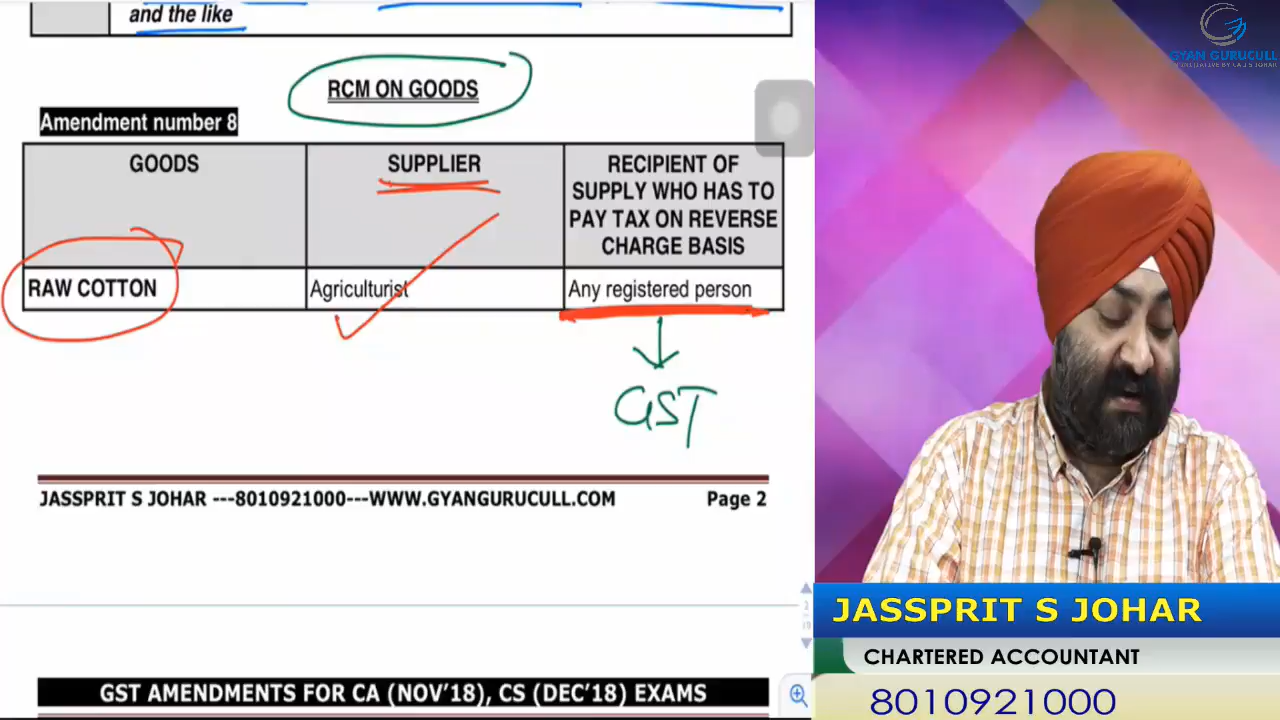 and the like
RCM ON GOODS
Amendment number 8
GOODS
SUPPLIER
RECIPIENT OF
SUPPLY WHO HAS TO
PAY TAX ON REVERSE
CHARGE BASIS
RAW COTTON
Agriculturist
Any registered person
GST
JASSPRIT S JOHAR ---8010921000---WWW.GYANGURUCULL.COM
Page 2
GST AMENDMENTS FOR CA (NOV'18), CS (DEC'18) EXAMS
GYAN GURUCULL
JASSPRIT S JOHAR
CHARTERED ACCOUNTANT
8010921000